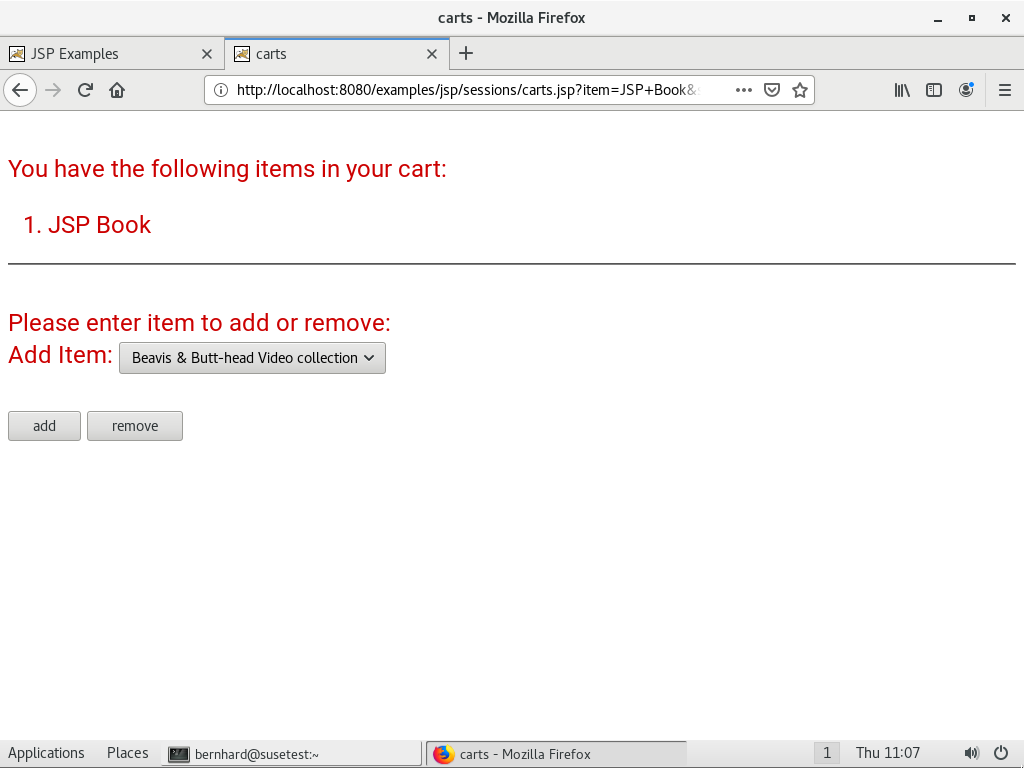 carts - Mozilla Firefox
JSP Examples
carts
http://localhost:8080/examples/jsp/sessions/carts.jsp?item=JSP+Book&
You have the following items in your cart:
1. JSP Book
Please enter item to add or remove:
Add Item: Beavis & Butt-head Video collection
add remove
Applications Places bernhard@susetest:~ carts - Mozilla Firefox 1 Thu 11:07